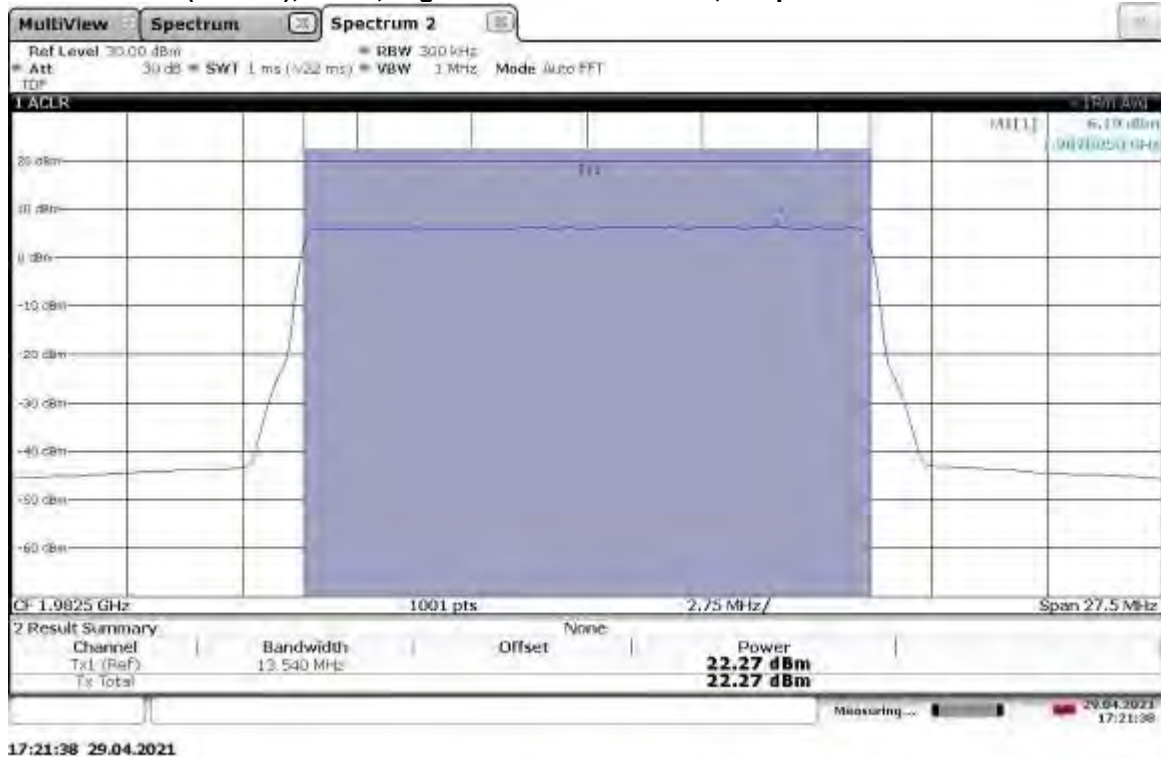 MultiView Spectrum Spectrum 2
Ref Level 30.00 dBm RBW 300 kHz
Att 30 dB SWT 1 ms (~22 ms) VBW 1 MHz Mode Auto FFT
TDF
1 ACLR 1Rm Avg
M1[1] 6.19 dBm
Tx1
20 dBm
10 dBm
0 dBm
-10 dBm
-20 dBm
-30 dBm
-40 dBm
-50 dBm
-60 dBm
CF 1.9825 GHz 1001 pts 2.75 MHz/ Span 27.5 MHz
2 Result Summary None
Channel Bandwidth Offset Power
Tx1 (Ref) 13.540 MHz 22.27 dBm
Tx Total 22.27 dBm
Measuring... 29.04.2021
17:21:38
17:21:38 29.04.2021